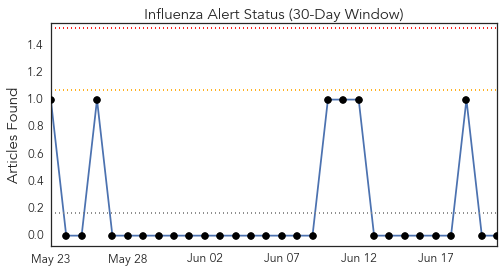 Influenza Alert Status (30-Day Window)
Articles Found
1.4
1.2
1.0
0.8
0.6
0.4
0.2
0.0
May 23 May 28 Jun 02 Jun 07 Jun 12 Jun 17